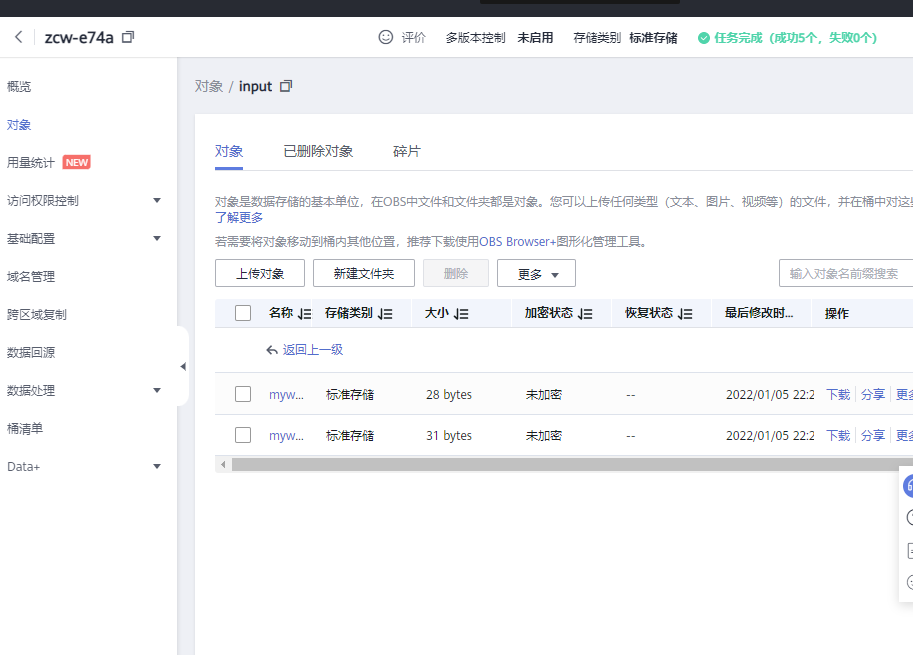 zcw-e74a 评价 多版本控制 未启用 存储类别 标准存储 任务完成（成功5个，失败0个）
概览
对象
用量统计 NEW
访问权限控制
基础配置
域名管理
跨区域复制
数据回源
数据处理
桶清单
Data+
对象 / input
对象 已删除对象 碎片
对象是数据存储的基本单位，在OBS中文件和文件夹都是对象。您可以上传任何类型（文本、图片、视频等）的文件，并在桶中对这些
了解更多
若需要将对象移动到桶内其他位置，推荐下载使用OBS Browser+图形化管理工具。
上传对象 新建文件夹 删除 更多 输入对象名前缀搜索
名称 存储类别 大小 加密状态 恢复状态 最后修改时... 操作
返回上一级
myw... 标准存储 28 bytes 未加密 -- 2022/01/05 22:2 下载 分享 更多
myw... 标准存储 31 bytes 未加密 -- 2022/01/05 22:2 下载 分享 更多